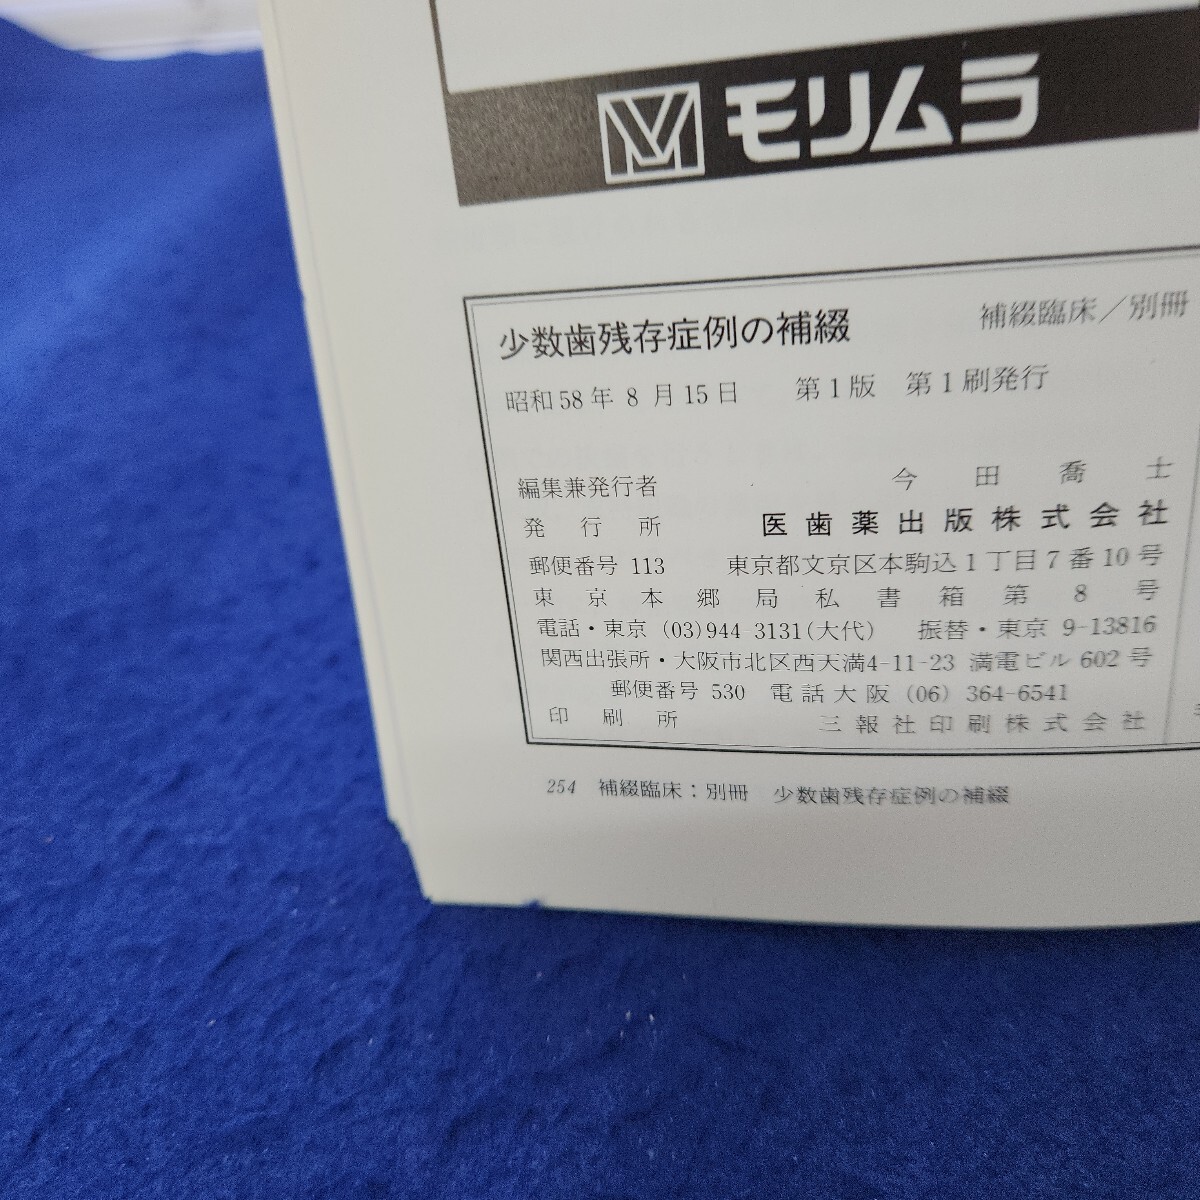 モリムラ
少数歯残存症例の補綴 補綴臨床／別冊
昭和58年 8 月15日 第1版 第1刷発行
編集兼発行者 今田喬士
発行所 医歯薬出版株式会社
郵便番号 113 東京都文京区本駒込1丁目7番10号
東京本郷局私書箱第8号
電話・東京 (03)944-3131(大代) 振替・東京 9-13816
関西出張所・大阪市北区西天満4-11-23 満電ビル 602号
郵便番号 530 電話大阪 (06) 364-6541
印刷所 三報社印刷株式会社
254 補綴臨床：別冊 少数歯残存症例の補綴